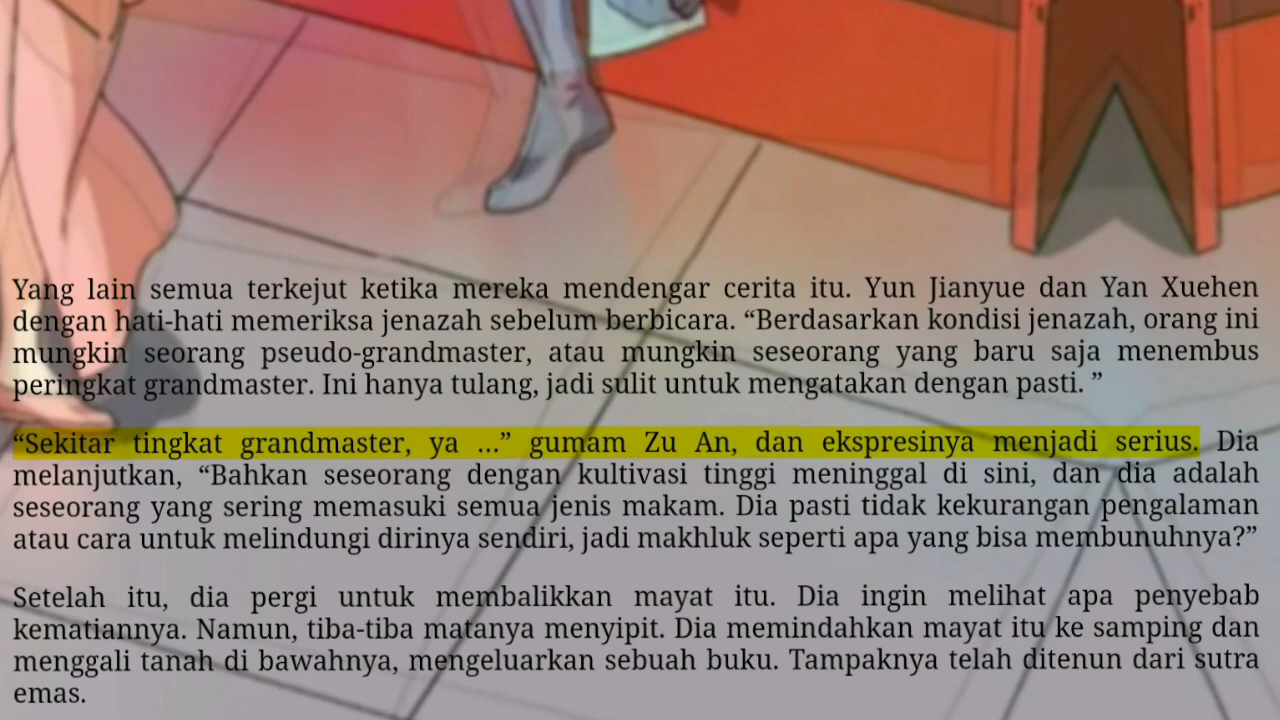 Yang lain semua terkejut ketika mereka mendengar cerita itu. Yun Jianyue dan Yan Xuehen
dengan hati-hati memeriksa jenazah sebelum berbicara. “Berdasarkan kondisi jenazah, orang ini
mungkin seorang pseudo-grandmaster, atau mungkin seseorang yang baru saja menembus
peringkat grandmaster. Ini hanya tulang, jadi sulit untuk mengatakan dengan pasti. ”
“Sekitar tingkat grandmaster, ya ...” gumam Zu An, dan ekspresinya menjadi serius. Dia
melanjutkan, “Bahkan seseorang dengan kultivasi tinggi meninggal di sini, dan dia adalah
seseorang yang sering memasuki semua jenis makam. Dia pasti tidak kekurangan pengalaman
atau cara untuk melindungi dirinya sendiri, jadi makhluk seperti apa yang bisa membunuhnya?”
Setelah itu, dia pergi untuk membalikkan mayat itu. Dia ingin melihat apa penyebab
kematiannya. Namun, tiba-tiba matanya menyipit. Dia memindahkan mayat itu ke samping dan
menggali tanah di bawahnya, mengeluarkan sebuah buku. Tampaknya telah ditenun dari sutra
emas.